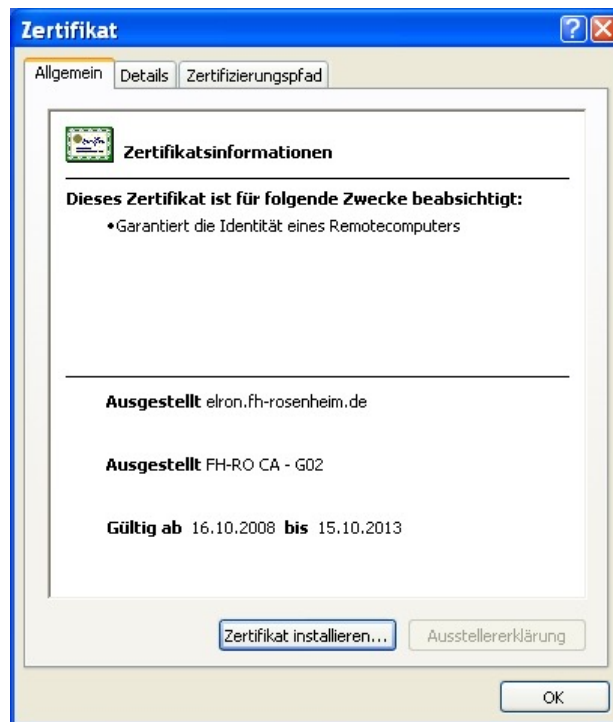 Zertifikat
Allgemein Details Zertifizierungspfad
Zertifikatsinformationen
Dieses Zertifikat ist für folgende Zwecke beabsichtigt:
•Garantiert die Identität eines Remotecomputers
Ausgestellt elron.fh-rosenheim.de
Ausgestellt FH-RO CA - G02
Gültig ab 16.10.2008 bis 15.10.2013
Zertifikat installieren... Ausstellererklärung
OK